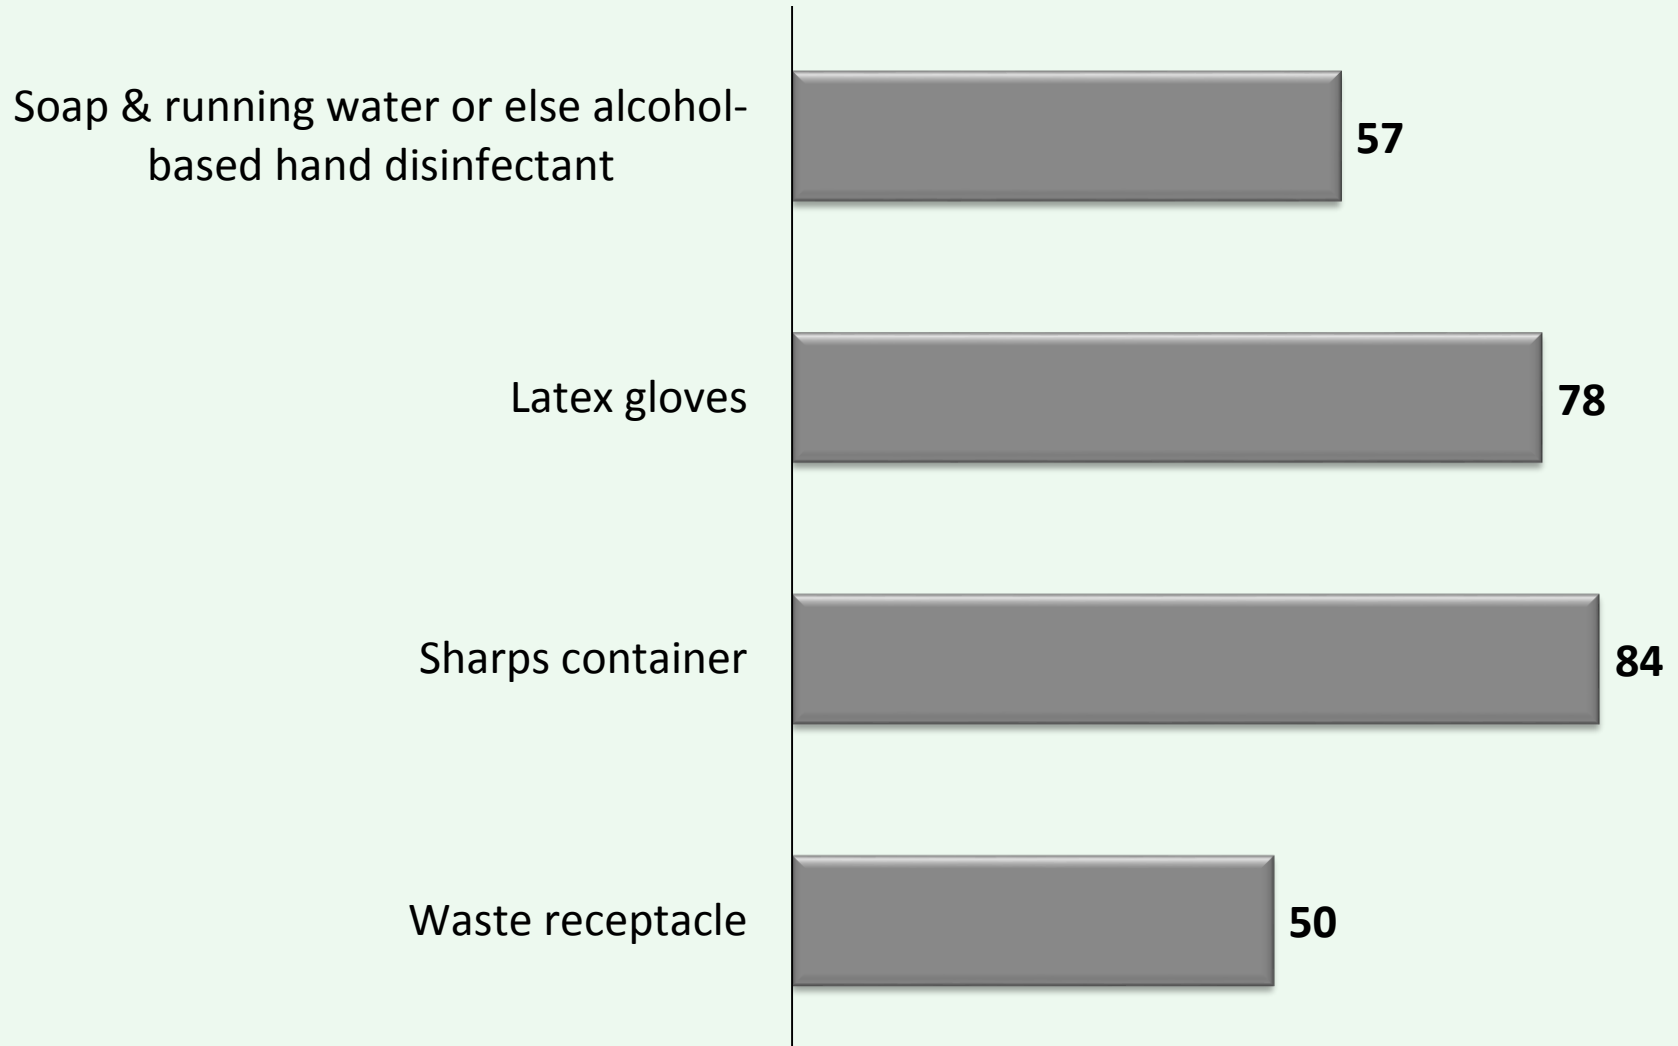 Soap & running water or else alcohol-
based hand disinfectant
57
Latex gloves
78
Sharps container
84
Waste receptacle
50